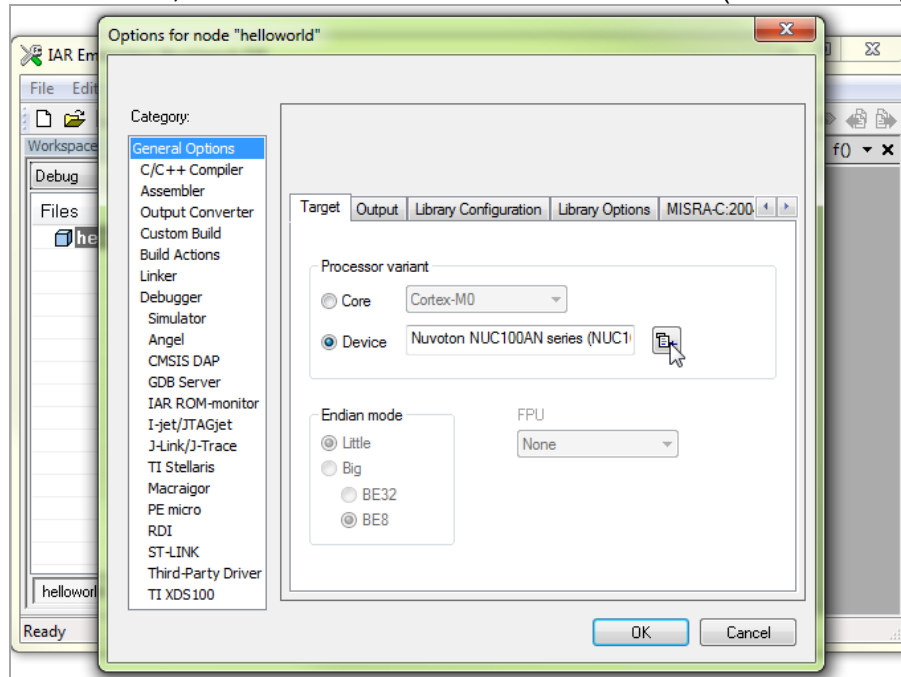 Options for node "helloworld"
IAR Em
File Edit
Workspace
f()
Debug
Files
he
Category:
General Options
C/C++ Compiler
Assembler
Output Converter
Custom Build
Build Actions
Linker
Debugger
Simulator
Angel
CMSIS DAP
GDB Server
IAR ROM-monitor
I-jet/JTAGjet
J-Link/J-Trace
TI Stellaris
Macraigor
PE micro
RDI
ST-LINK
Third-Party Driver
TI XDS100
Target Output Library Configuration Library Options MISRA-C:200
Processor variant
Core Cortex-M0
Device Nuvoton NUC100AN series (NUC1
Endian mode
Little
Big
BE32
BE8
FPU
None
helloworl
Ready
OK Cancel